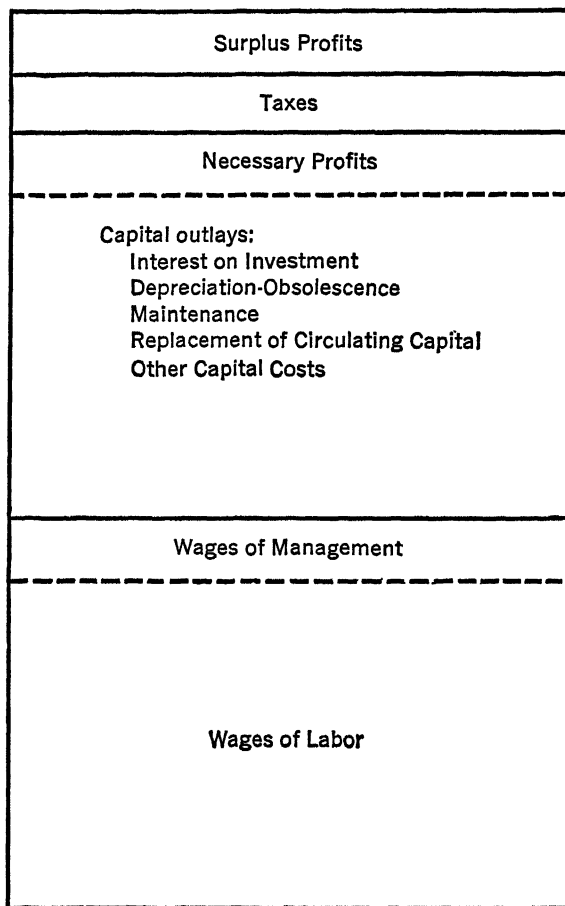 Surplus Profits
Taxes
Necessary Profits
Capital outlays:
Interest on Investment
Depreciation-Obsolescence
Maintenance
Replacement of Circulating Capital
Other Capital Costs
Wages of Management
Wages of Labor